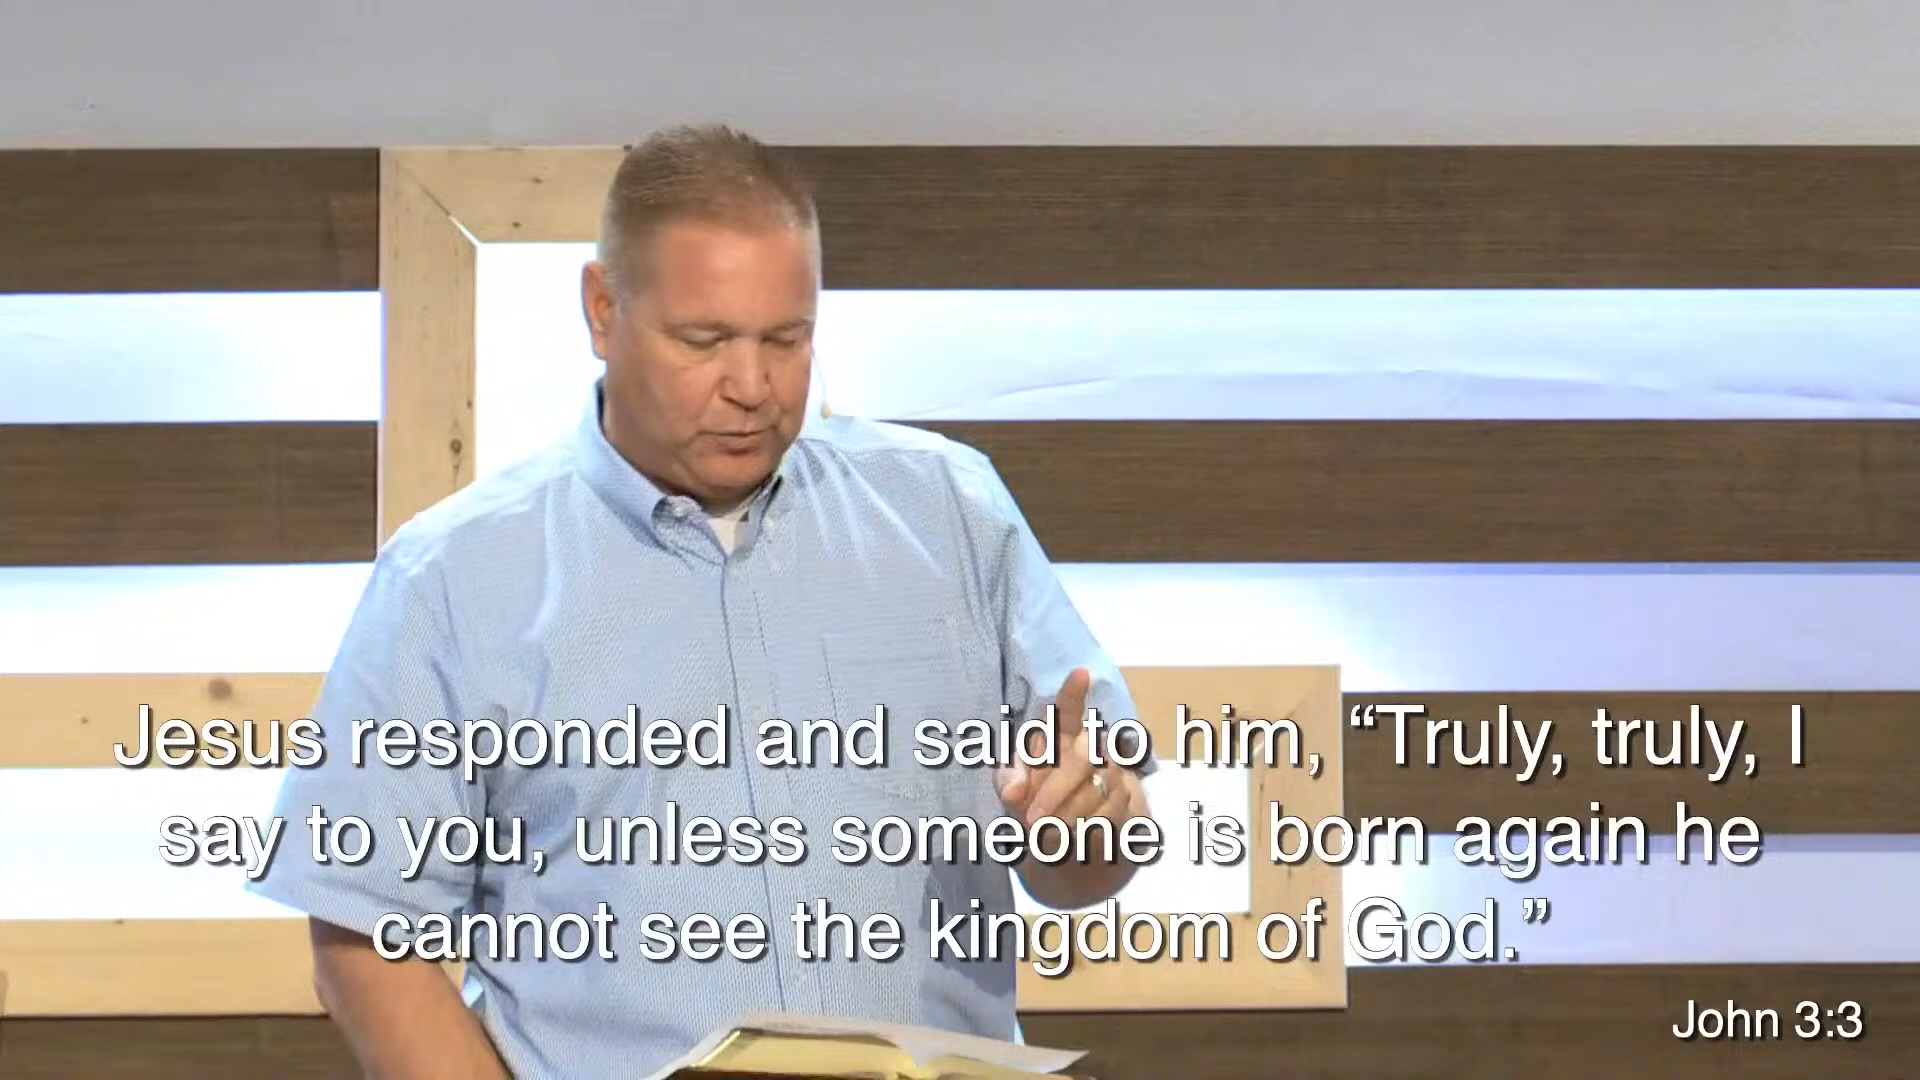 Jesus responded and said to him, “Truly, truly, I
say to you, unless someone is born again he
cannot see the kingdom of God.”
John 3:3